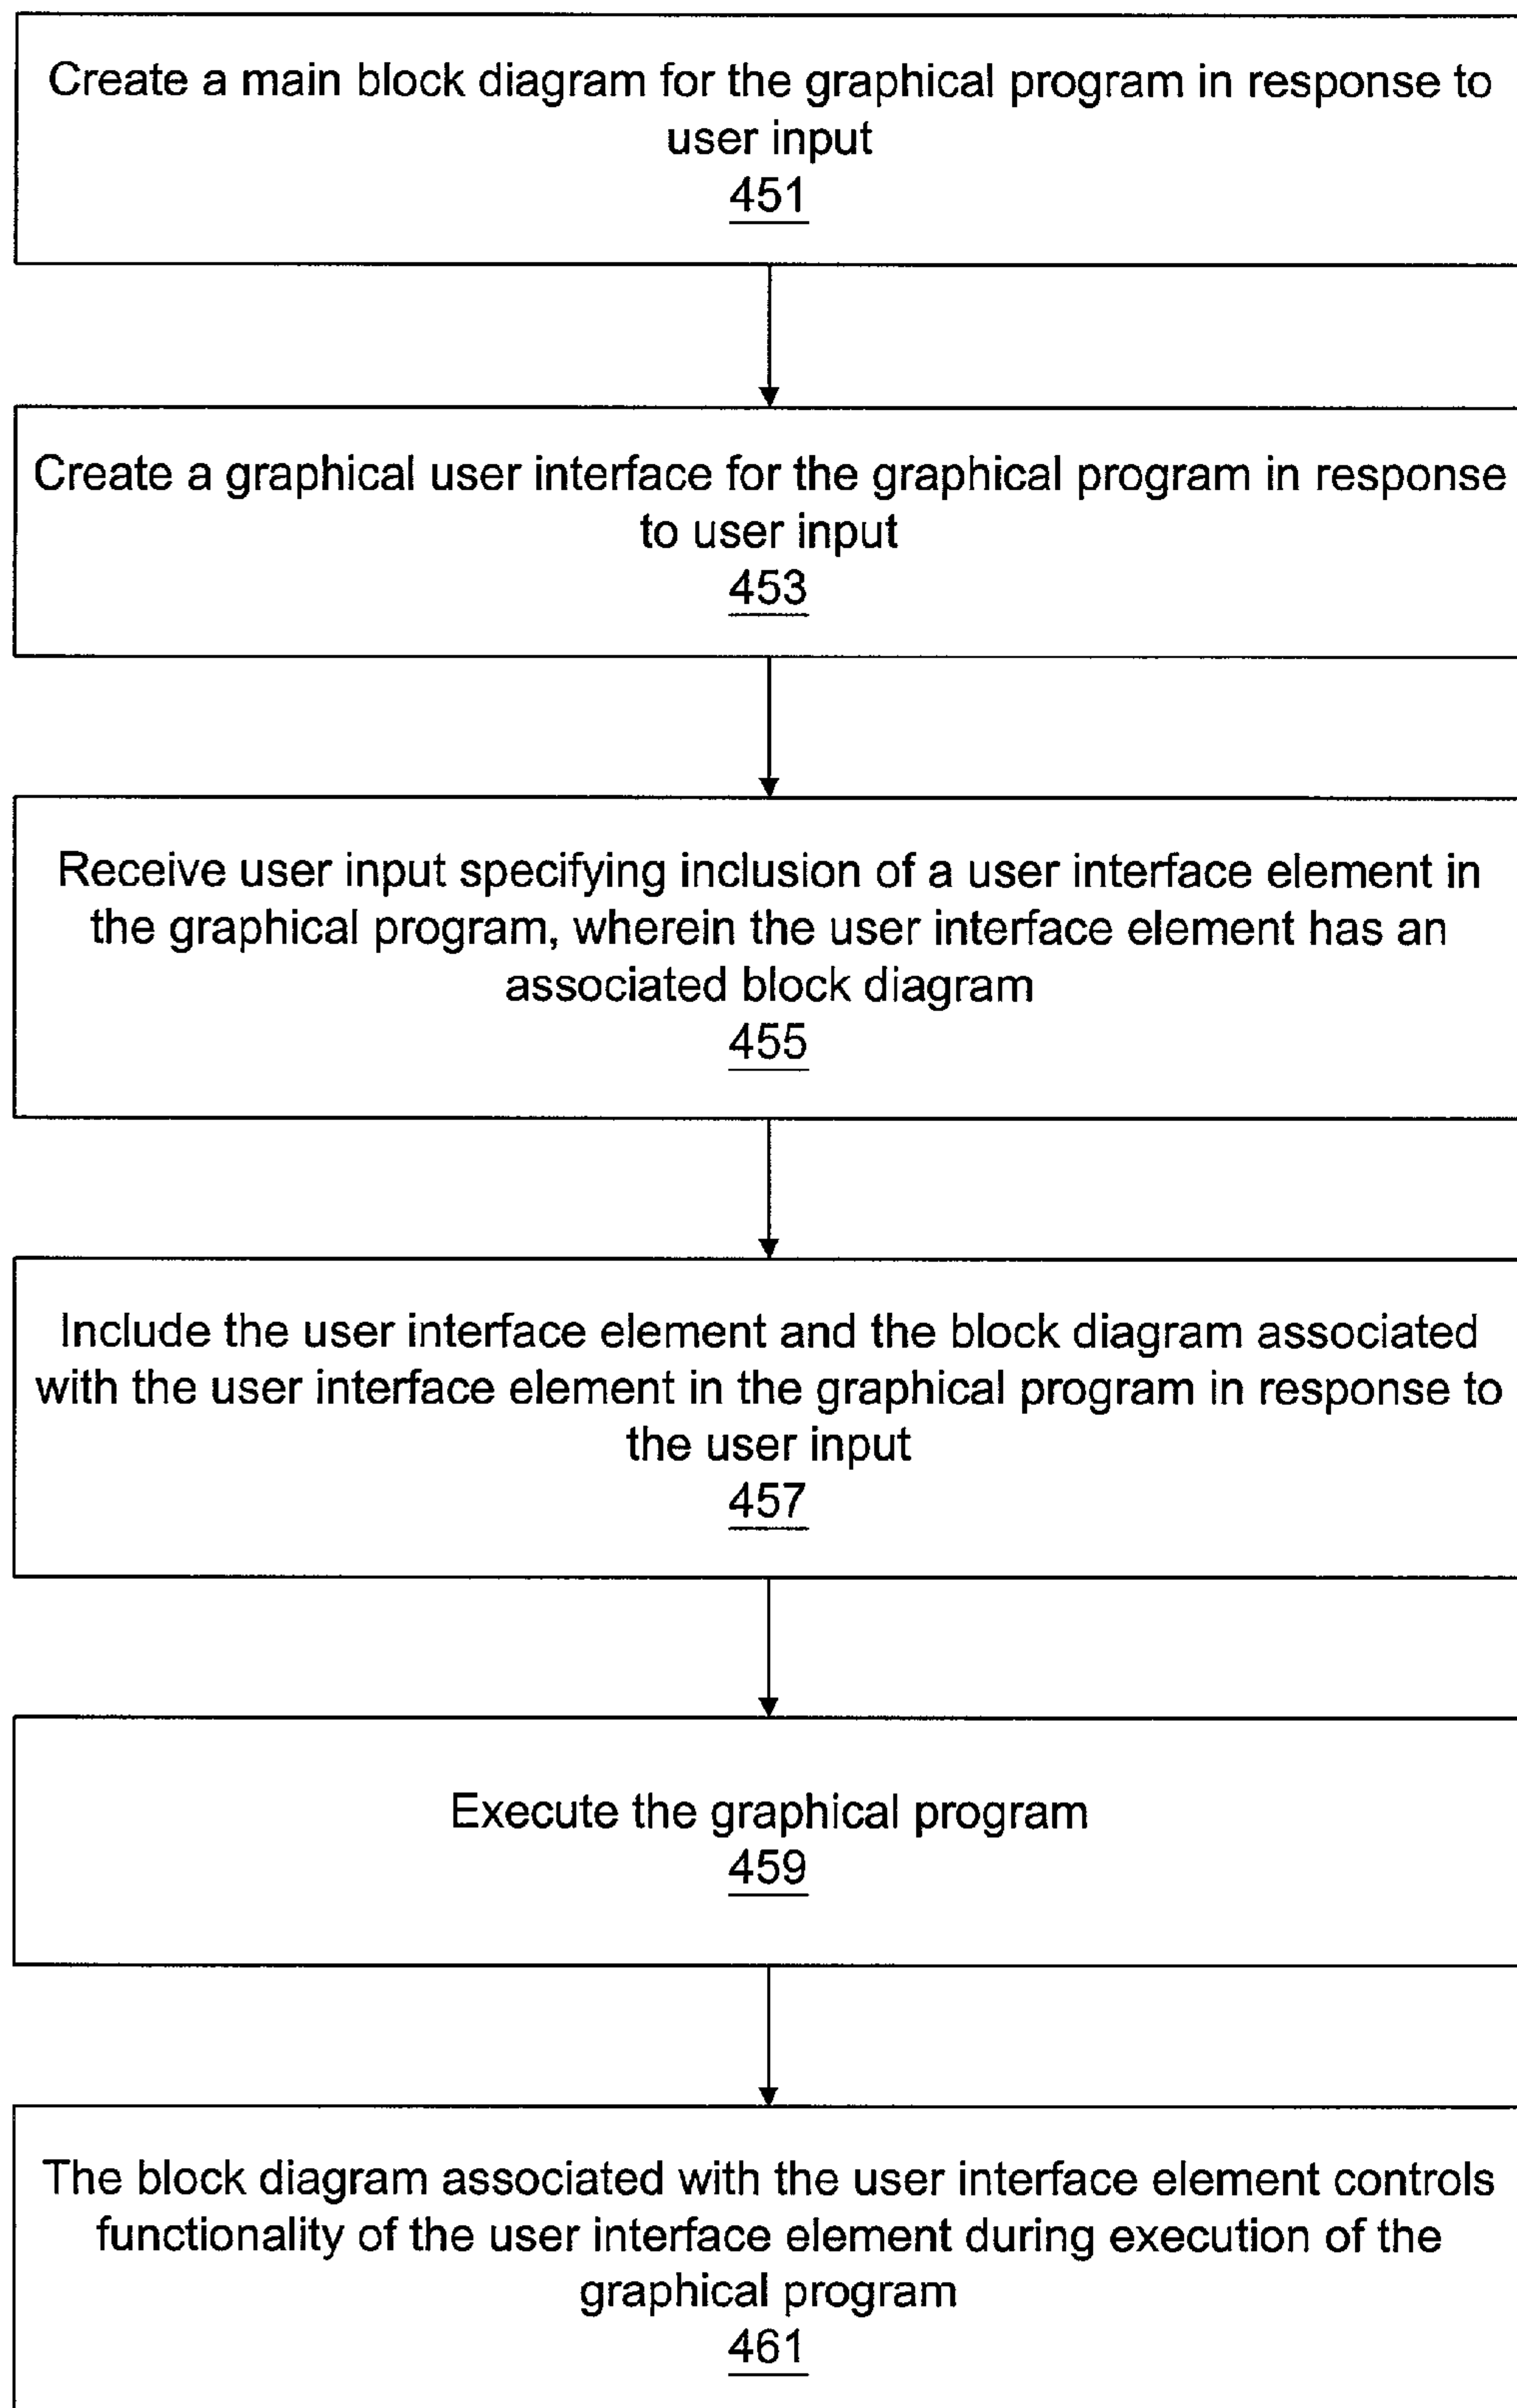 Create a main block diagram for the graphical program in response to
user input
451
Create a graphical user interface for the graphical program in response
to user input
453
Receive user input specifying inclusion of a user interface element in
the graphical program, wherein the user interface element has an
associated block diagram
455
Include the user interface element and the block diagram associated
with the user interface element in the graphical program in response to
the user input
457
Execute the graphical program
459
The block diagram associated with the user interface element controls
functionality of the user interface element during execution of the
graphical program
461